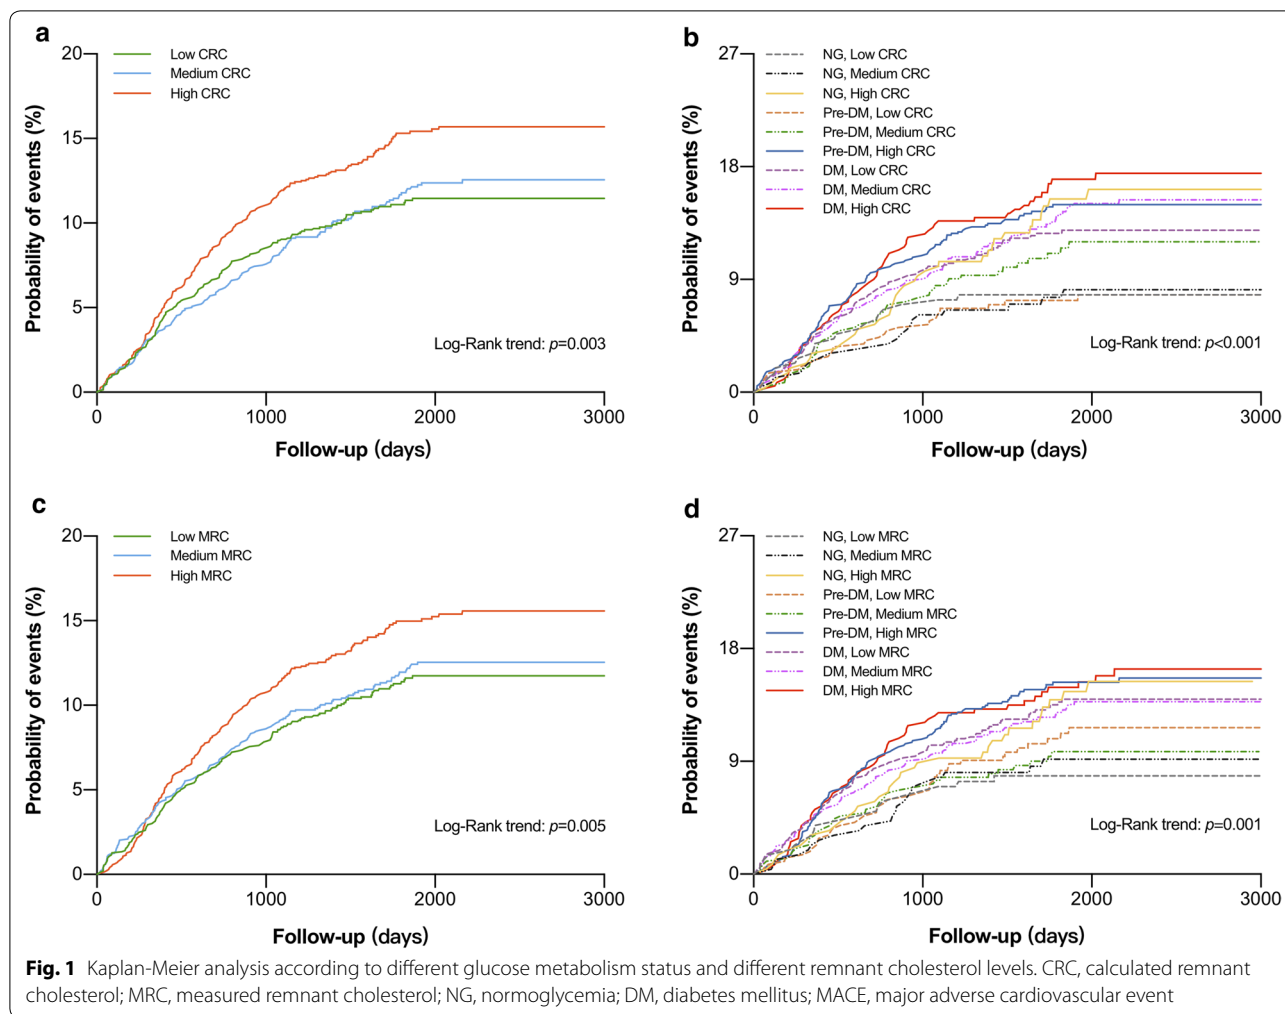 a
20
15
10
5
0
Probability of events (%)
Low CRC
Medium CRC
High CRC
Log-Rank trend: p=0.003
0 1000 2000 3000
Follow-up (days)
b
27
18
9
0
Probability of events (%)
NG, Low CRC
NG, Medium CRC
NG, High CRC
Pre-DM, Low CRC
Pre-DM, Medium CRC
Pre-DM, High CRC
DM, Low CRC
DM, Medium CRC
DM, High CRC
Log-Rank trend: p<0.001
0 1000 2000 3000
Follow-up (days)
c
20
15
10
5
0
Probability of events (%)
Low MRC
Medium MRC
High MRC
Log-Rank trend: p=0.005
0 1000 2000 3000
Follow-up (days)
d
27
18
9
0
Probability of events (%)
NG, Low MRC
NG, Medium MRC
NG, High MRC
Pre-DM, Low MRC
Pre-DM, Medium MRC
Pre-DM, High MRC
DM, Low MRC
DM, Medium MRC
DM, High MRC
Log-Rank trend: p=0.001
0 1000 2000 3000
Follow-up (days)
Fig. 1 Kaplan-Meier analysis according to different glucose metabolism status and different remnant cholesterol levels. CRC, calculated remnant
cholesterol; MRC, measured remnant cholesterol; NG, normoglycemia; DM, diabetes mellitus; MACE, major adverse cardiovascular event